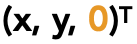 (x, y, 0)ᵀ